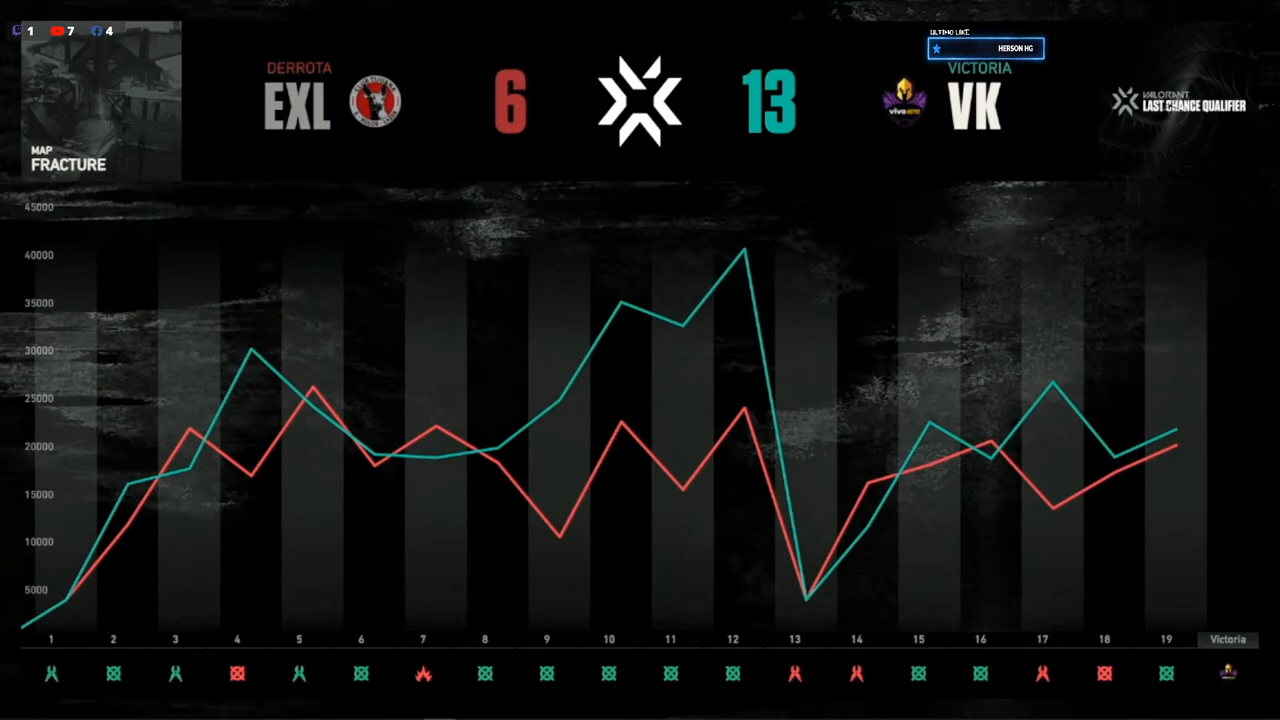 1 7 4
ULTIMO LIKE
HERSON HG
DERROTA
EXL
6
13
VICTORIA
VK
VALORANT
LAST CHANCE QUALIFIER
MAP
FRACTURE
45000
40000
35000
30000
25000
20000
15000
10000
5000
1 2 3 4 5 6 7 8 9 10 11 12 13 14 15 16 17 18 19 Victoria